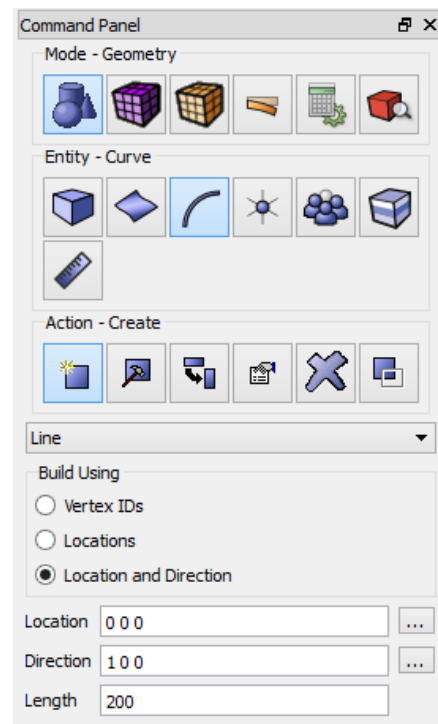 Command Panel
Mode - Geometry
Entity - Curve
Action - Create
Line
Build Using
Vertex IDs
Locations
Location and Direction
Location 0 0 0 ...
Direction 1 0 0 ...
Length 200